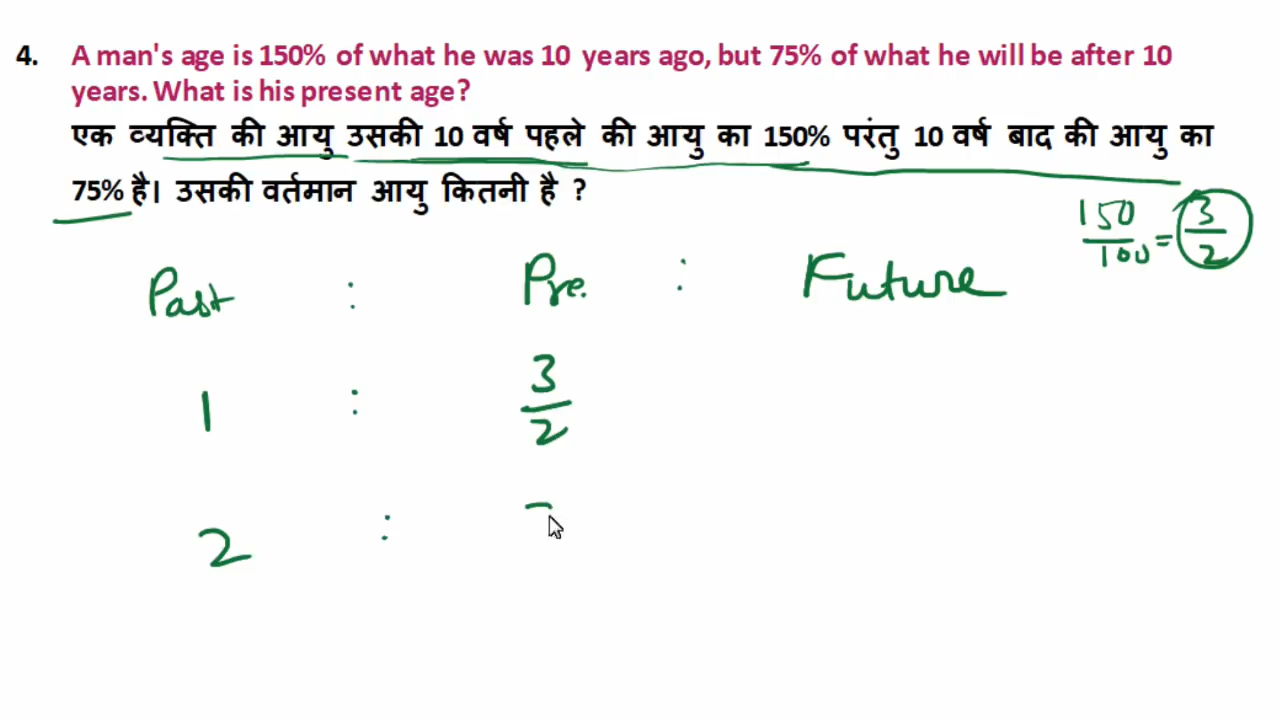 4. A man's age is 150% of what he was 10 years ago, but 75% of what he will be after 10
years. What is his present age?
एक व्यक्ति की आयु उसकी 10 वर्ष पहले की आयु का 150% परंतु 10 वर्ष बाद की आयु का
75% है। उसकी वर्तमान आयु कितनी है ?
150/100 = 3/2
Past : Pre. : Future
1 : 3/2
2 :